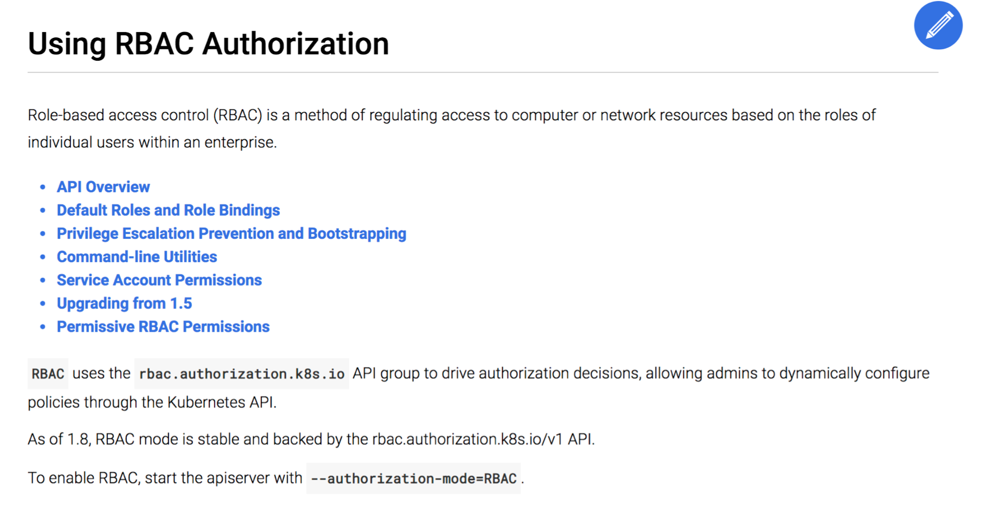 Using RBAC Authorization
Role-based access control (RBAC) is a method of regulating access to computer or network resources based on the roles of
individual users within an enterprise.
• API Overview
• Default Roles and Role Bindings
• Privilege Escalation Prevention and Bootstrapping
• Command-line Utilities
• Service Account Permissions
• Upgrading from 1.5
• Permissive RBAC Permissions
RBAC uses the rbac.authorization.k8s.io API group to drive authorization decisions, allowing admins to dynamically configure
policies through the Kubernetes API.
As of 1.8, RBAC mode is stable and backed by the rbac.authorization.k8s.io/v1 API.
To enable RBAC, start the apiserver with --authorization-mode=RBAC.